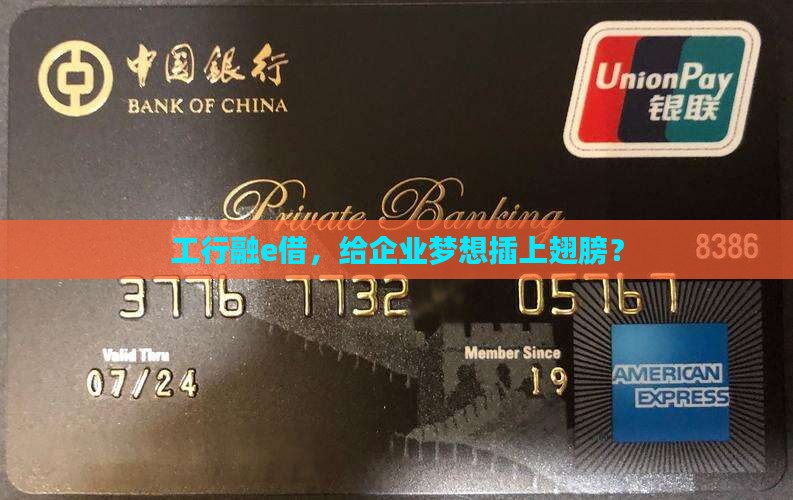 中国银行
BANK OF CHINA
UnionPay
银联
Private Banking
工行融e借，给企业梦想插上翅膀？
8386
3776 7732 05767
Valid Thru
Member Since
07/24
19
AMERICAN
EXPRESS